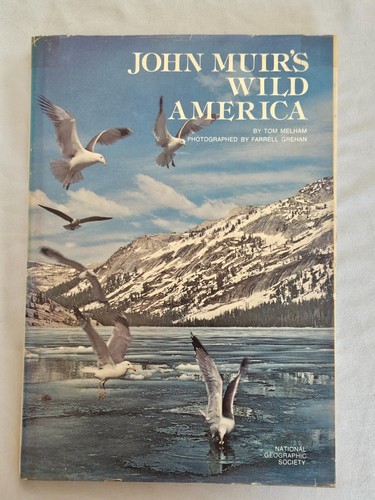 JOHN MUIR'S
WILD
AMERICA
BY TOM MELHAM
PHOTOGRAPHED BY FARRELL GREHAN
NATIONAL
GEOGRAPHIC
SOCIETY